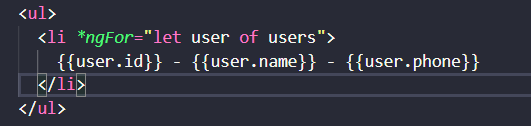 <ul>
<li *ngFor="let user of users">
{{user.id}} - {{user.name}} - {{user.phone}}
</li>
</ul>